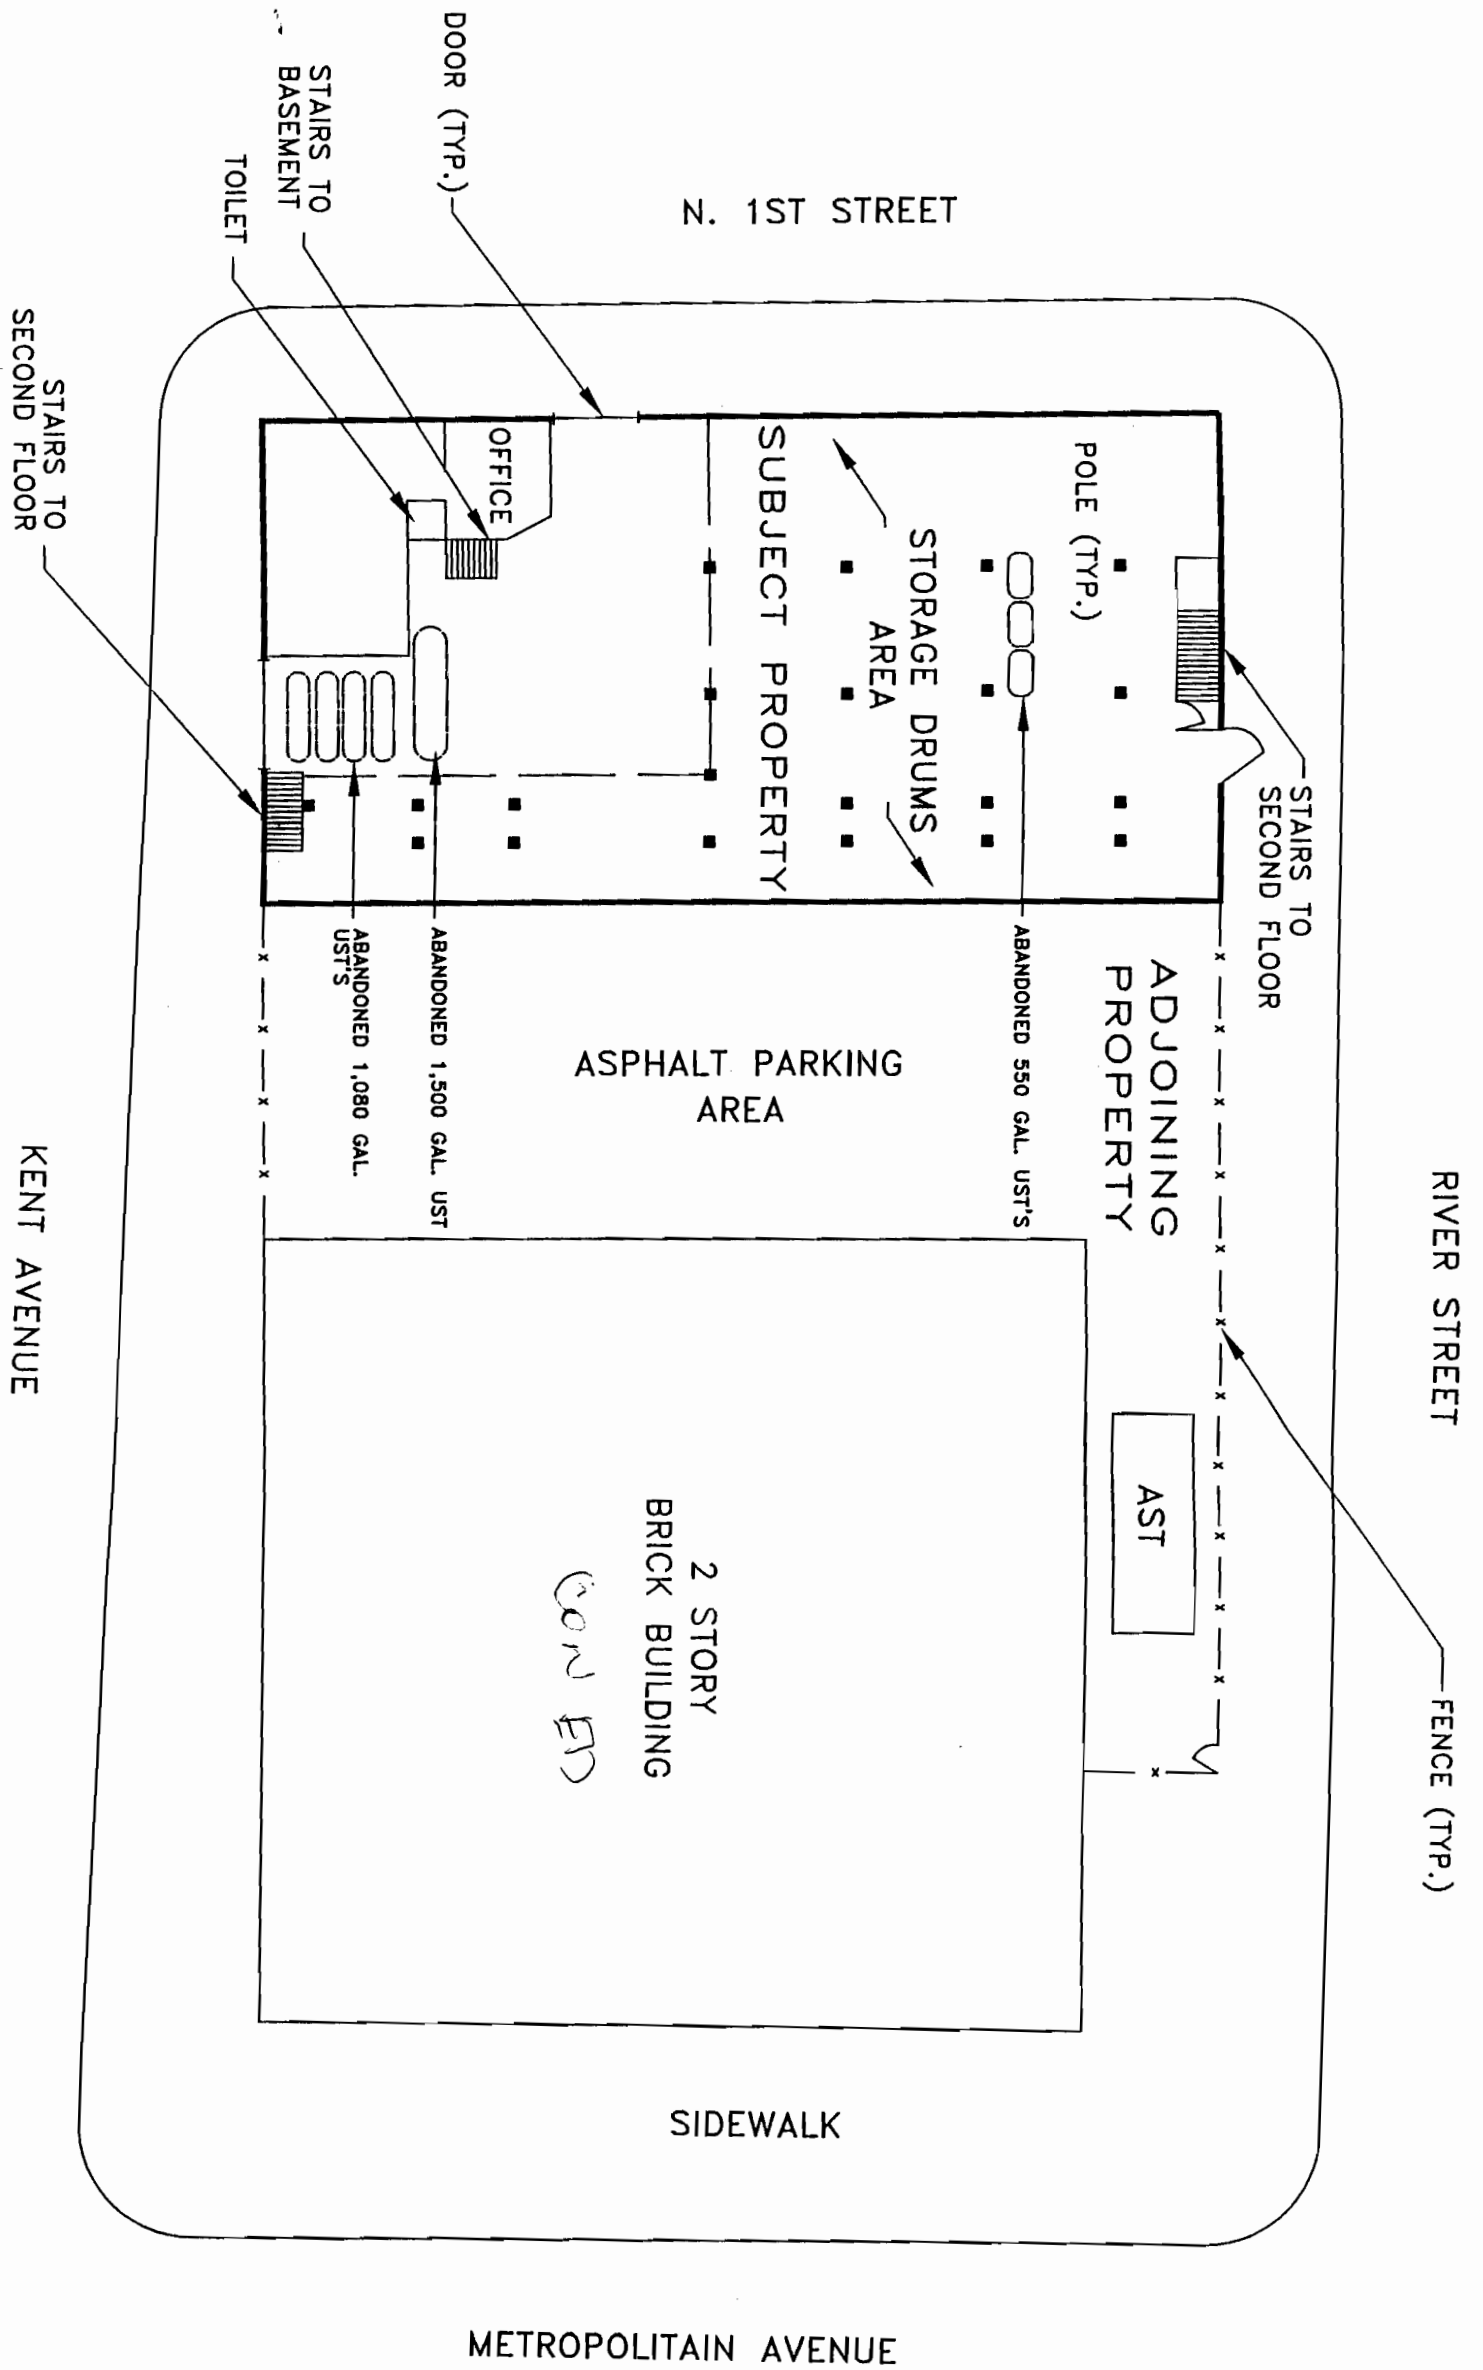 N. 1ST STREET
DOOR (TYP.)
STAIRS TO
BASEMENT
TOILET
STAIRS TO
SECOND FLOOR
OFFICE
SUBJECT PROPERTY
POLE (TYP.)
STORAGE DRUMS
AREA
STAIRS TO
SECOND FLOOR
ABANDONED 1,080 GAL.
UST'S
ABANDONED 1,500 GAL. UST
ABANDONED 550 GAL. UST'S
ADJOINING
PROPERTY
ASPHALT PARKING
AREA
RIVER STREET
KENT AVENUE
FENCE (TYP.)
AST
2 STORY
BRICK BUILDING
CON ED
SIDEWALK
METROPOLITAIN AVENUE